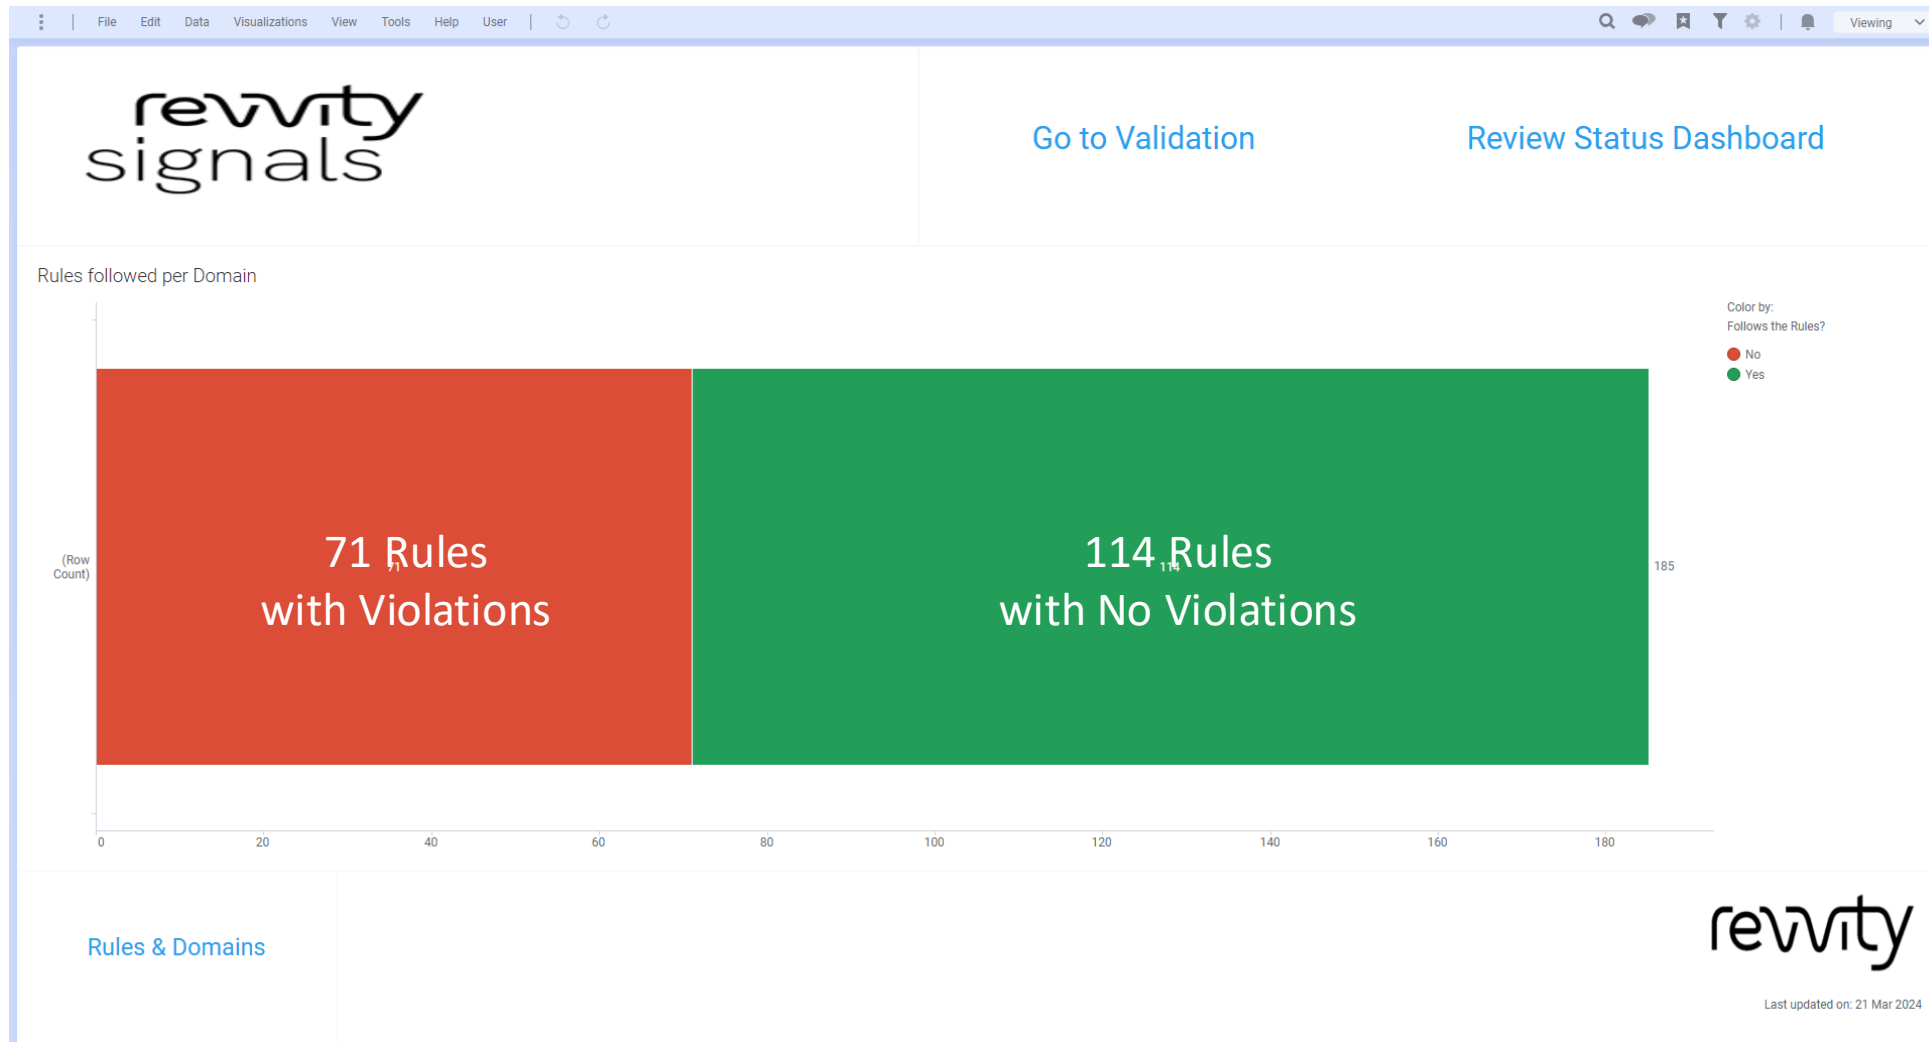 File Edit Data Visualizations View Tools Help User
Viewing
revvity
signals
Go to Validation
Review Status Dashboard
Rules followed per Domain
Color by:
Follows the Rules?
No
Yes
(Row
Count)
71 Rules
71
with Violations
114 Rules
114
with No Violations
185
0 20 40 60 80 100 120 140 160 180
Rules & Domains
revvity
Last updated on: 21 Mar 2024